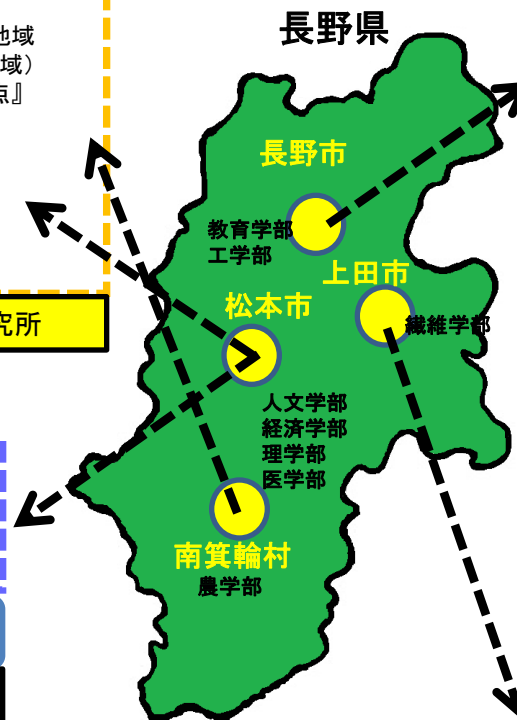 長野県
地域
域）
点』
長野市
教育学部
工学部
上田市
繊維学部
松本市
究所
人文学部
経済学部
理学部
医学部
南箕輪村
農学部